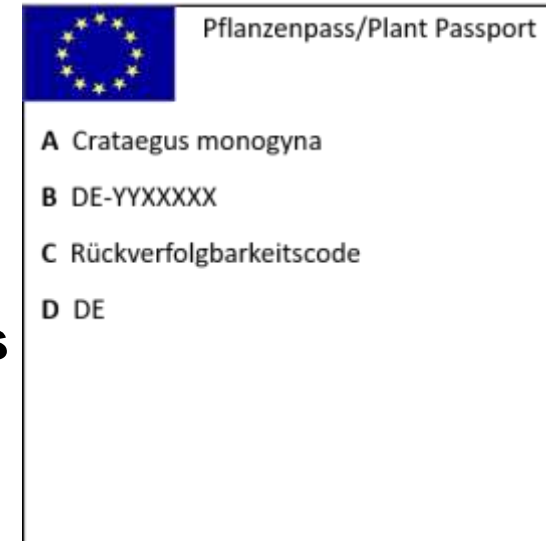 Pflanzenpass/Plant Passport
A Crataegus monogyna
B DE-YYXXXXX
C Rückverfolgbarkeitscode
D DE
s